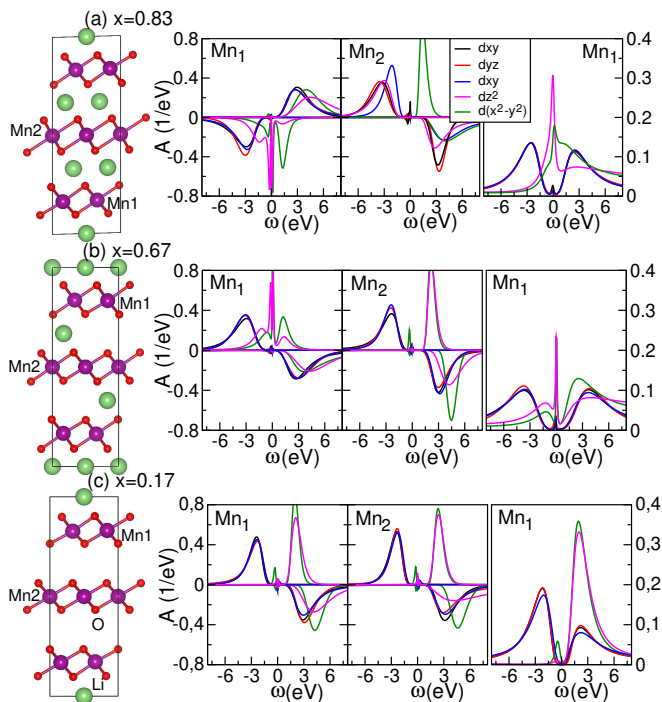 (a) x=0.83
Mn2
Mn1
0.8
0.4
0
-0.4
-0.8
A (1/eV)
Mn1
Mn2
dxy
dyz
dxy
dz²
d(x²-y²)
Mn1
0.4
0.3
0.2
0.1
0
-6 -3 0 3 6
ω(eV)
-6 -3 0 3 6
ω(eV)
-6 -3 0 3 6
ω(eV)
(b) x=0.67
Mn1
Mn2
0.8
0.4
0
-0.4
-0.8
A (1/eV)
Mn1
Mn2
Mn1
0.4
0.3
0.2
0.1
0
-6 -3 0 3 6
ω(eV)
-6 -3 0 3 6
ω(eV)
-6 -3 0 3 6
ω(eV)
(c) x=0.17
Mn1
Mn2
O
Li
0,8
0,4
0
-0,4
-0,8
A (1/eV)
Mn₁
Mn₂
Mn₁
0,4
0,3
0,2
0,1
0
-6 -3 0 3 6
ω(eV)
-6 -3 0 3 6
ω(eV)
-6 -3 0 3 6
ω(eV)